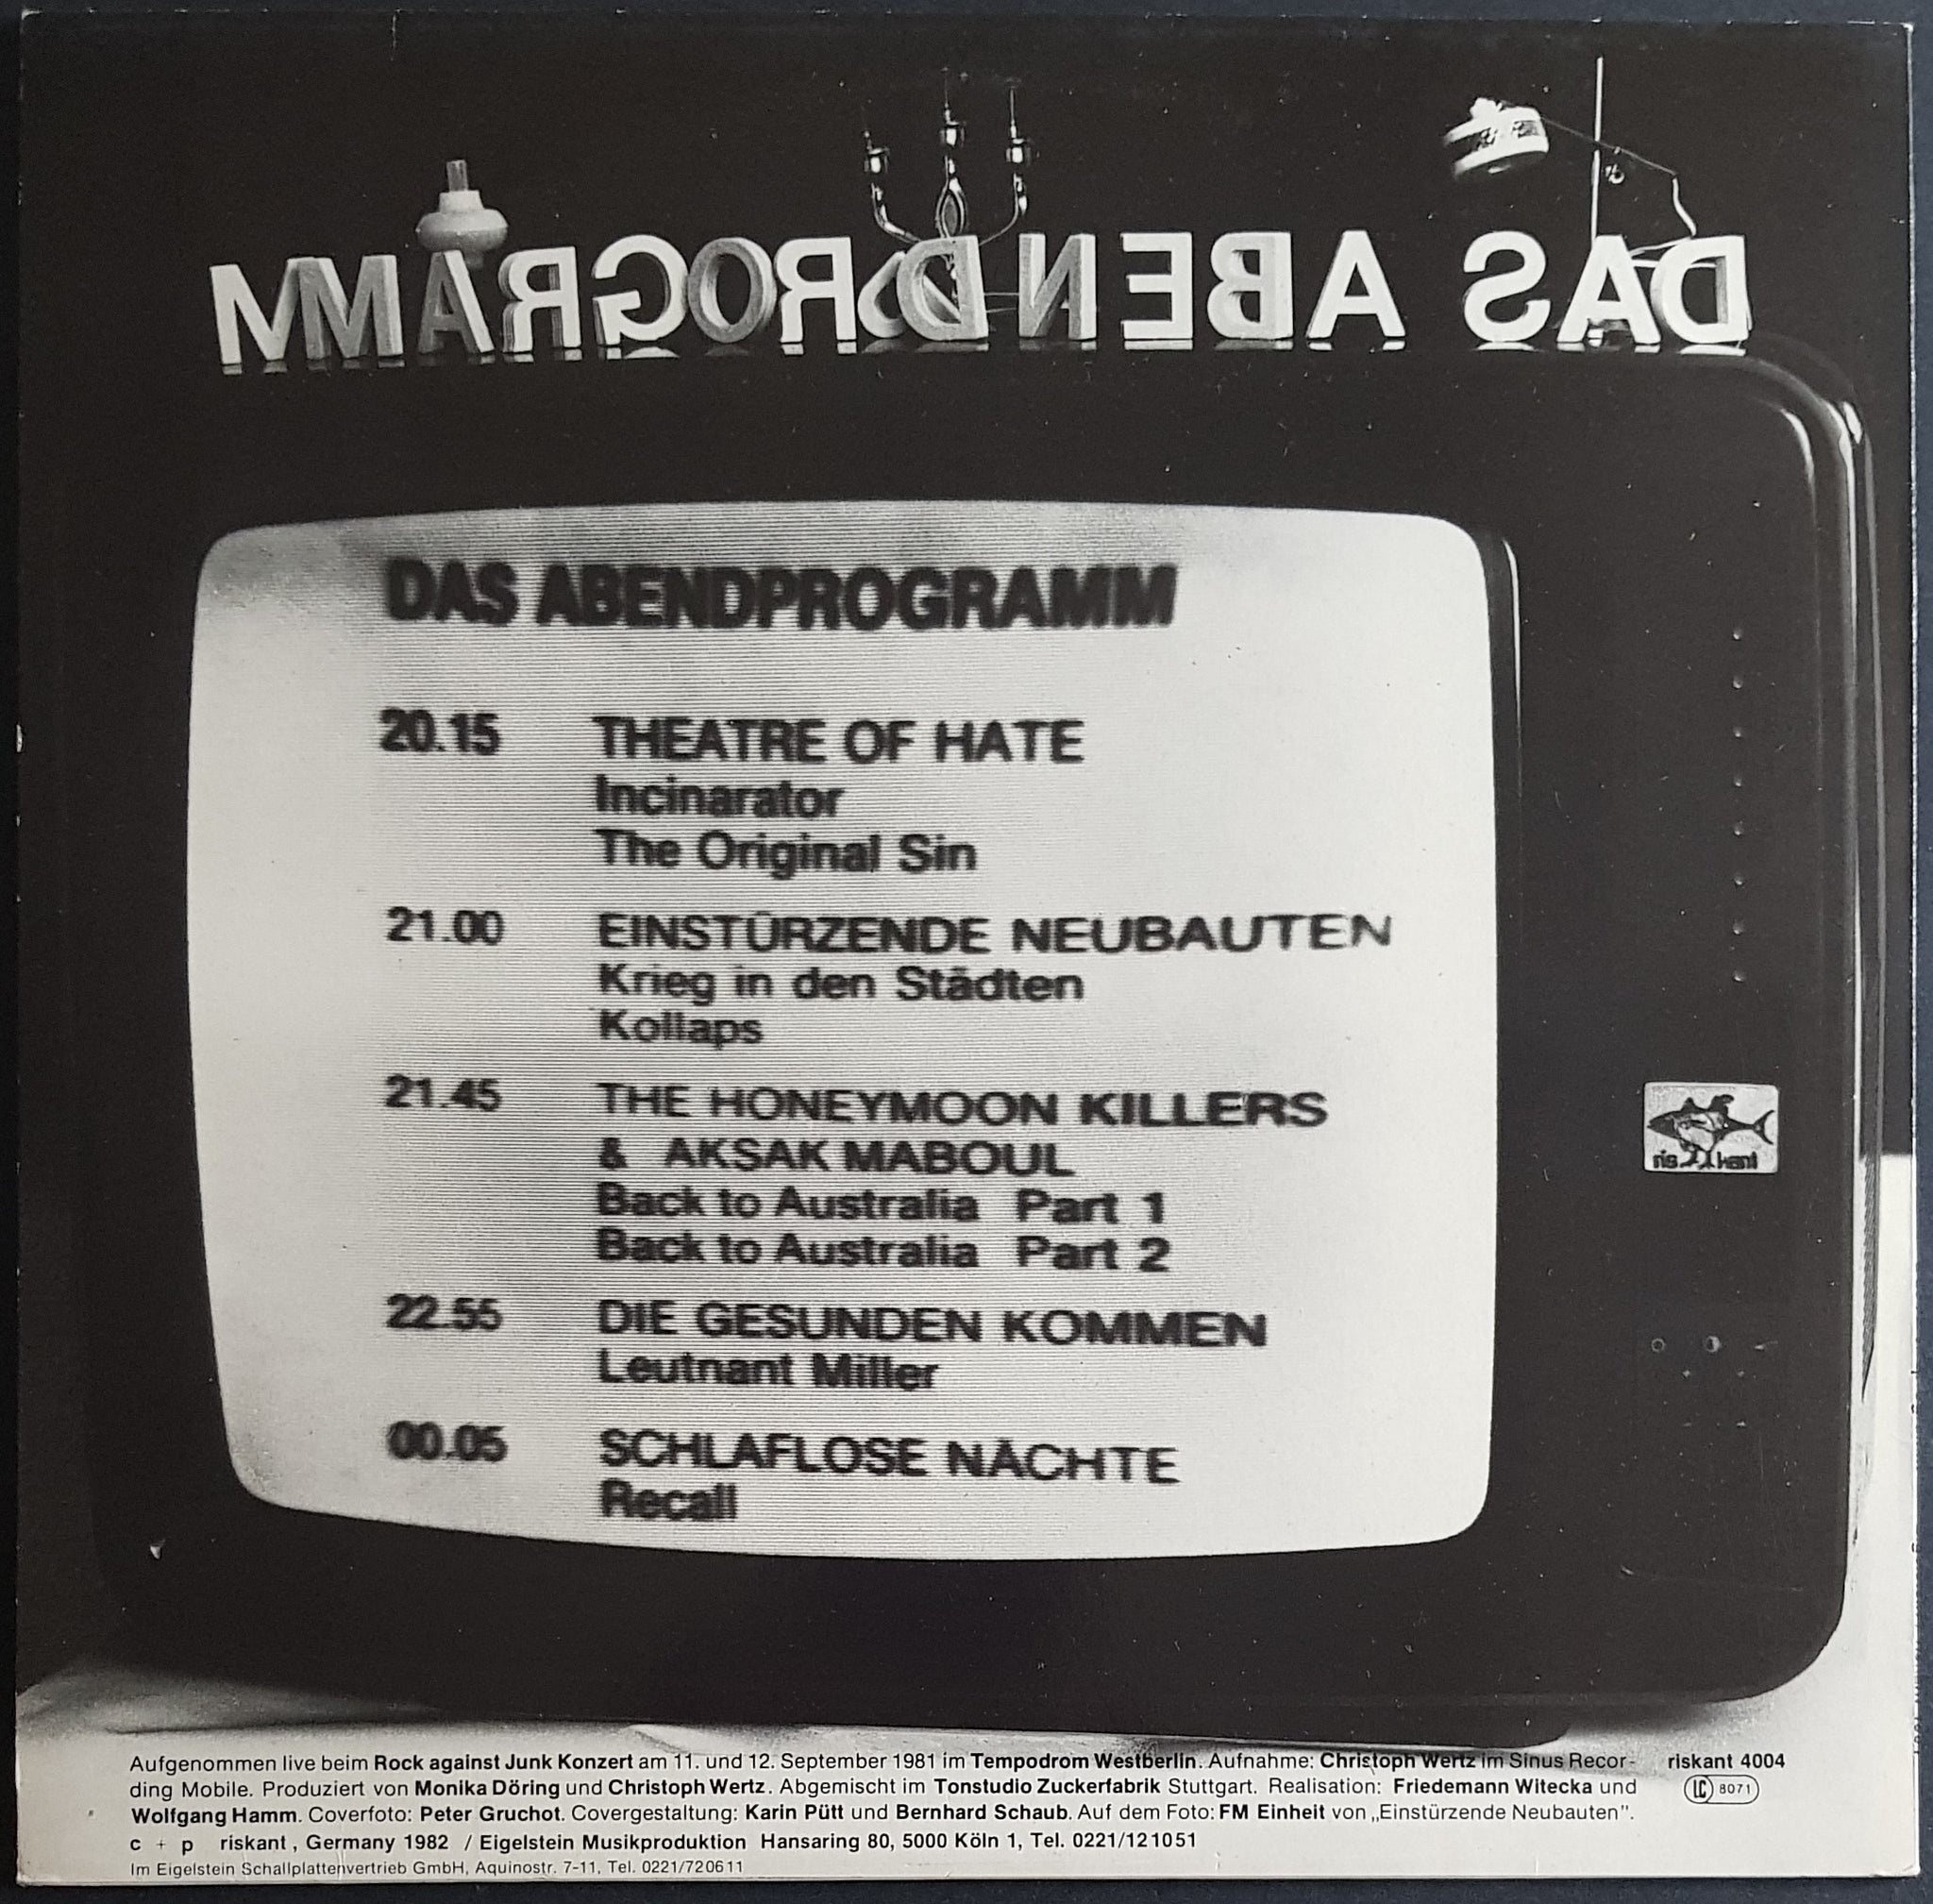 DAS ABENDPROGRAMM
DAS ABENDPROGRAMM
20.15 THEATRE OF HATE
Incinarator
The Original Sin
21.00 EINSTÜRZENDE NEUBAUTEN
Krieg in den Städten
Kollaps
21.45 THE HONEYMOON KILLERS
& AKSAK MABOUL
Back to Australia Part 1
Back to Australia Part 2
22.55 DIE GESUNDEN KOMMEN
Leutnant Miller
00.05 SCHLAFLOSE NÄCHTE
Recall
riskant
Aufgenommen live beim Rock against Junk Konzert am 11. und 12. September 1981 im Tempodrom Westberlin. Aufnahme: Christoph Wertz im Sinus Recor-
ding Mobile. Produziert von Monika Döring und Christoph Wertz. Abgemischt im Tonstudio Zuckerfabrik Stuttgart. Realisation: Friedemann Witecka und
Wolfgang Hamm. Coverfoto: Peter Gruchot. Covergestaltung: Karin Pütt und Bernhard Schaub. Auf dem Foto: FM Einheit von „Einstürzende Neubauten".
c + p riskant, Germany 1982 / Eigelstein Musikproduktion Hansaring 80, 5000 Köln 1, Tel. 0221/121051
Im Eigelstein Schallplattenvertrieb GmbH, Aquinostr. 7-11, Tel. 0221/720611
riskant 4004
LC 8071